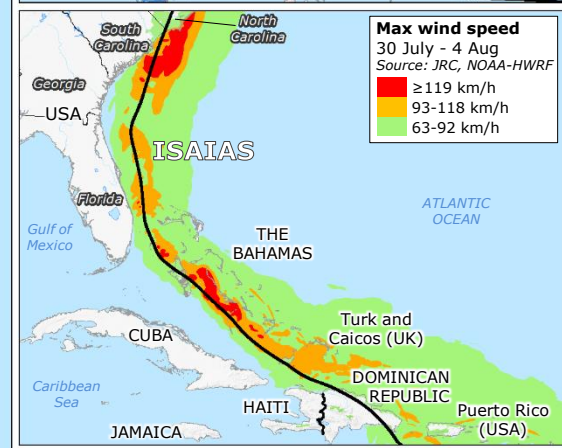 South
Carolina
North
Carolina
Max wind speed
30 July - 4 Aug
Source: JRC, NOAA-HWRF
≥119 km/h
93-118 km/h
63-92 km/h
Georgia
USA
ISAIAS
Florida
ATLANTIC
OCEAN
Gulf of
Mexico
THE
BAHAMAS
Turk and
Caicos (UK)
CUBA
DOMINICAN
REPUBLIC
Caribbean
Sea
HAITI
Puerto Rico
(USA)
JAMAICA